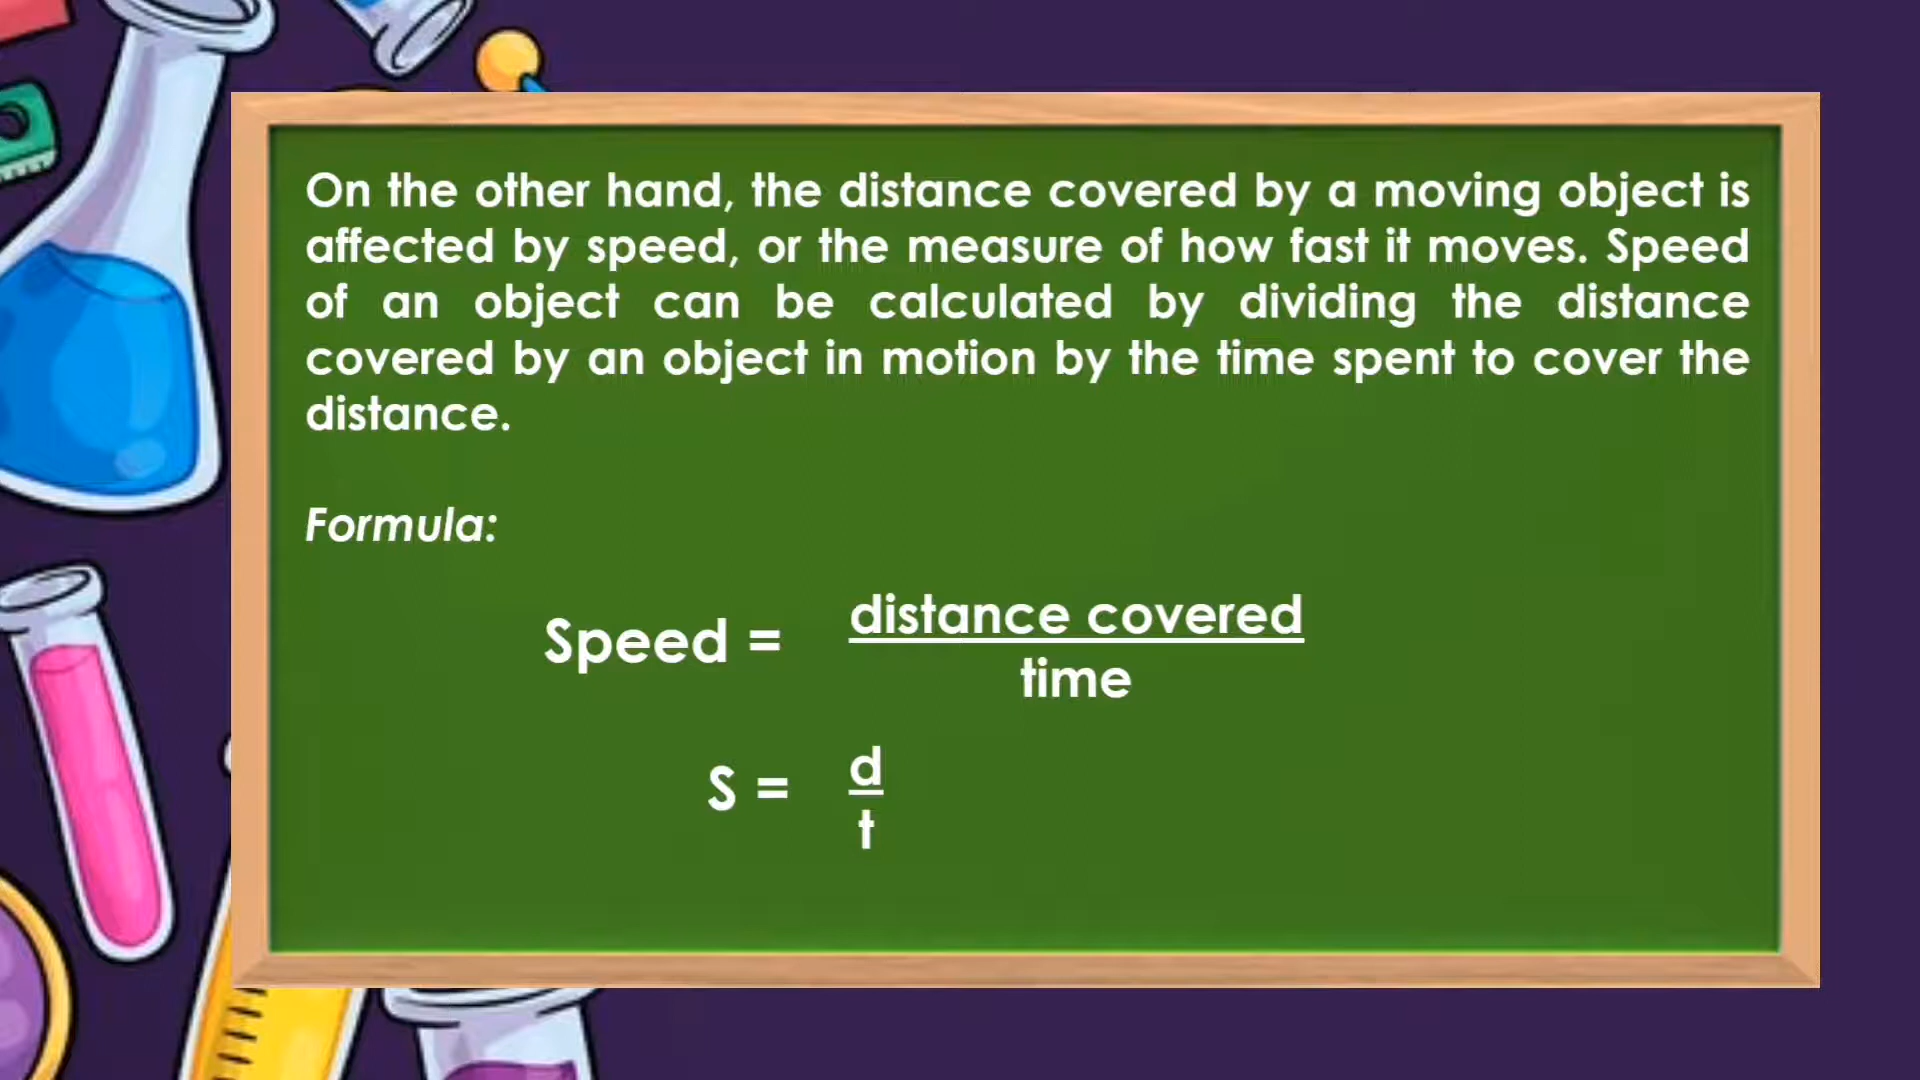 On the other hand, the distance covered by a moving object is
affected by speed, or the measure of how fast it moves. Speed
of an object can be calculated by dividing the distance
covered by an object in motion by the time spent to cover the
distance.
Formula:
Speed = distance covered
time
S = d
t